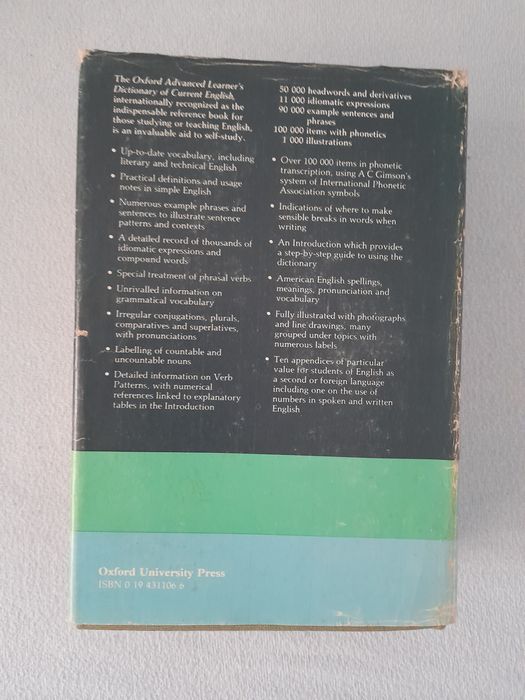 The Oxford Advanced Learner's
Dictionary of Current English,
internationally recognized as the
indispensable reference book for
those studying or teaching English,
is an invaluable aid to self-study.
• Up-to-date vocabulary, including
literary and technical English
• Practical definitions and usage
notes in simple English
• Numerous example phrases and
sentences to illustrate sentence
patterns and contexts
• A detailed record of thousands of
idiomatic expressions and
compound words
• Special treatment of phrasal verbs
• Unrivalled information on
grammatical vocabulary
• Irregular conjugations, plurals,
comparatives and superlatives,
with pronunciations
• Labelling of countable and
uncountable nouns
• Detailed information on Verb
Patterns, with numerical
references linked to explanatory
tables in the Introduction
50 000 headwords and derivatives
11 000 idiomatic expressions
90 000 example sentences and
phrases
100 000 items with phonetics
1 000 illustrations
• Over 100 000 items in phonetic
transcription, using A C Gimson's
system of International Phonetic
Association symbols
• Indications of where to make
sensible breaks in words when
writing
• An Introduction which provides
a step-by-step guide to using the
dictionary
• American English spellings,
meanings, pronunciation and
vocabulary
• Fully illustrated with photographs
and line drawings, many
grouped under topics with
numerous labels
• Ten appendices of particular
value for students of English as
a second or foreign language
including one on the use of
numbers in spoken and written
English
Oxford University Press
ISBN 0 19 431106 6